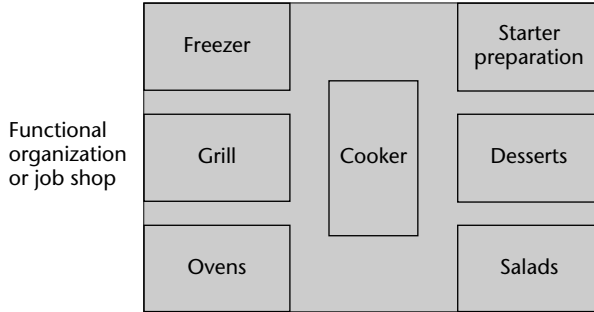 Freezer
Starter
preparation
Functional
organization
or job shop
Grill
Cooker
Desserts
Ovens
Salads